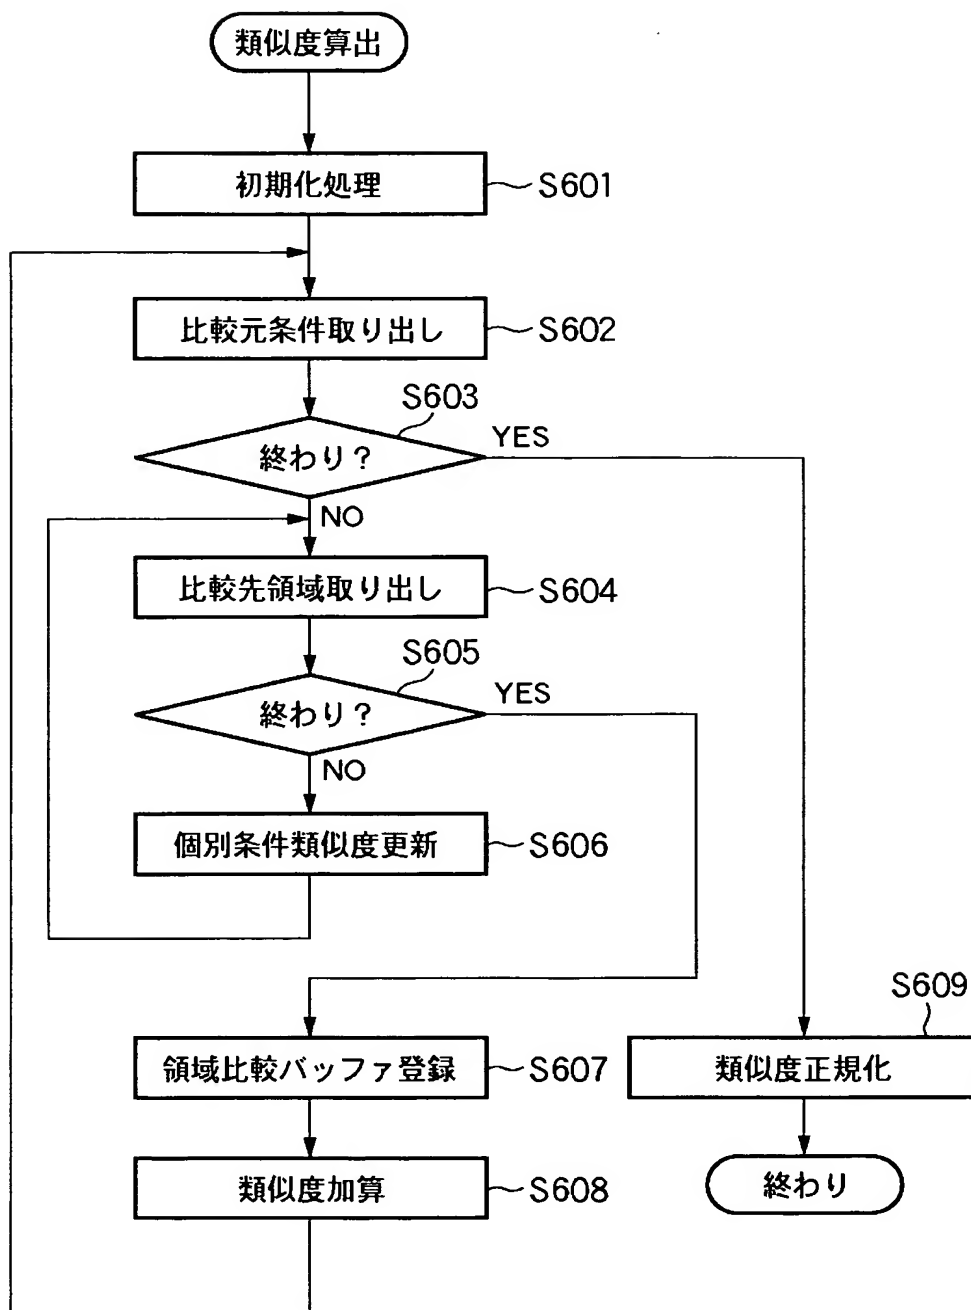 類似度算出
初期化処理
S601
比較元条件取り出し
S602
S603
終わり？
YES
NO
比較先領域取り出し
S604
S605
終わり？
YES
NO
個別条件類似度更新
S606
領域比較バッファ登録
S607
S609
類似度正規化
類似度加算
S608
終わり